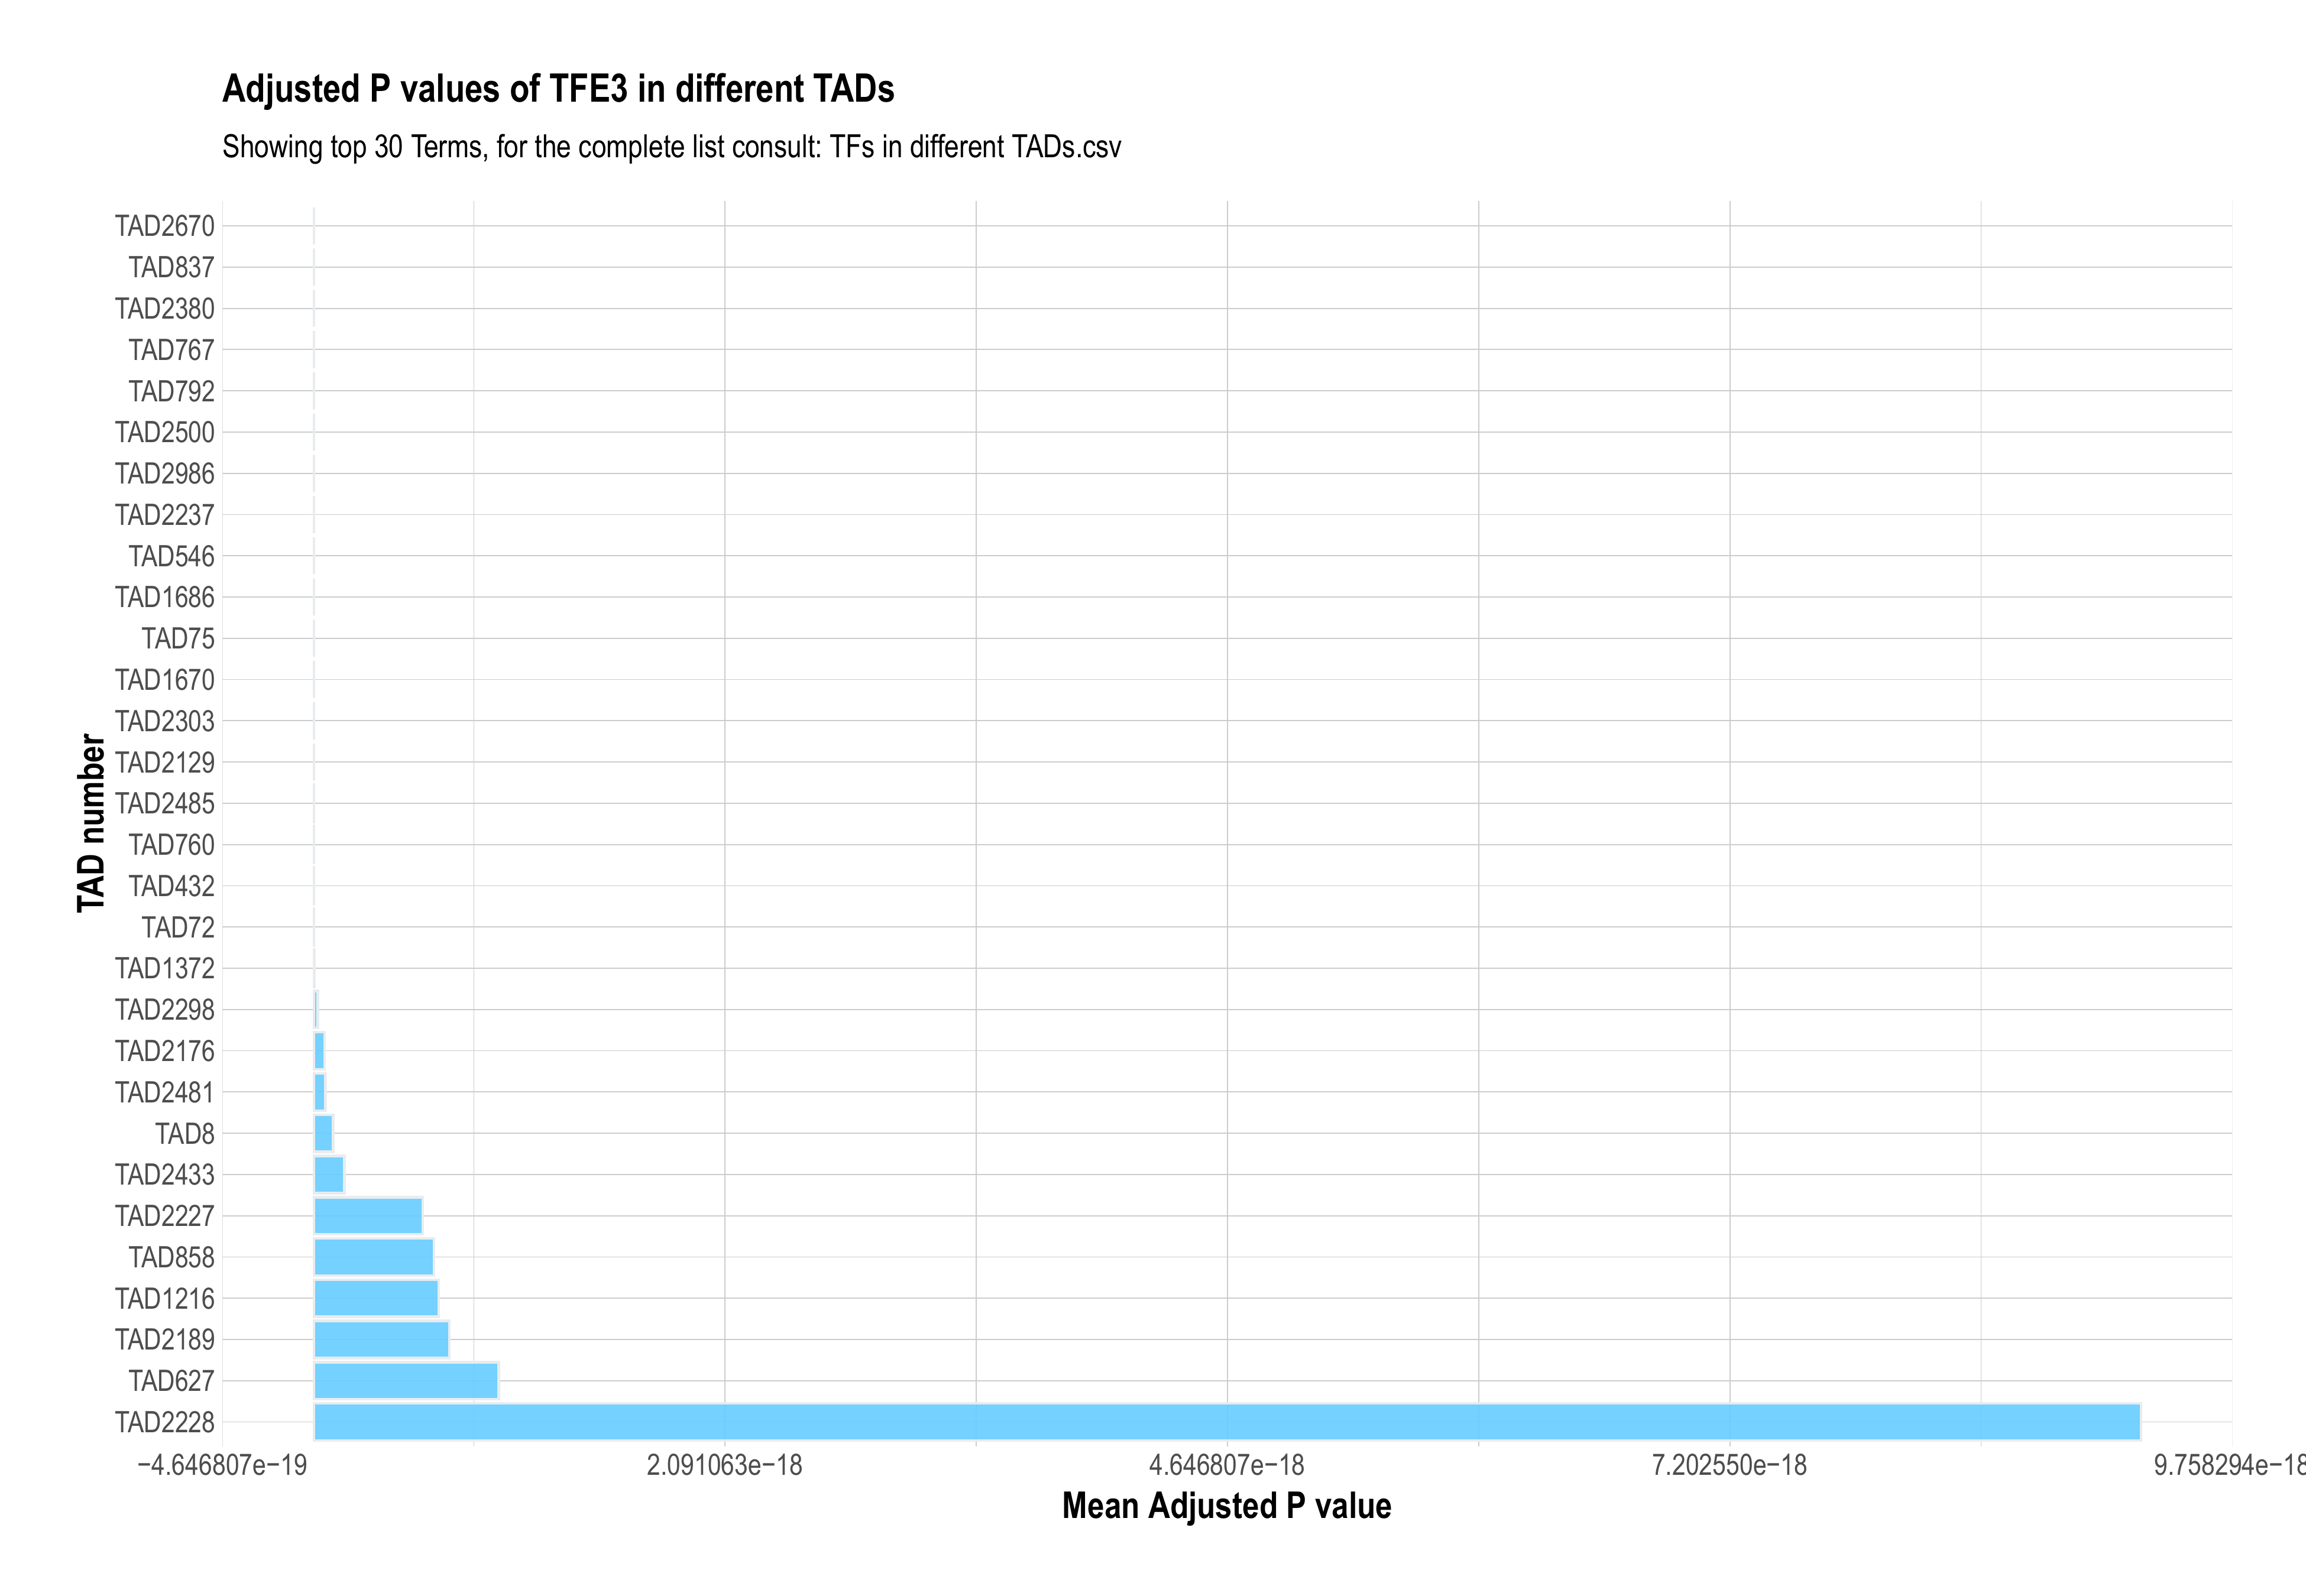 Adjusted P values of TFE3 in different TADs
Showing top 30 Terms, for the complete list consult: TFs in different TADs.csv
TAD number
TAD2670
TAD837
TAD2380
TAD767
TAD792
TAD2500
TAD2986
TAD2237
TAD546
TAD1686
TAD75
TAD1670
TAD2303
TAD2129
TAD2485
TAD760
TAD432
TAD72
TAD1372
TAD2298
TAD2176
TAD2481
TAD8
TAD2433
TAD2227
TAD858
TAD1216
TAD2189
TAD627
TAD2228
−4.646807e−19 2.091063e−18 4.646807e−18 7.202550e−18 9.758294e−18
Mean Adjusted P value